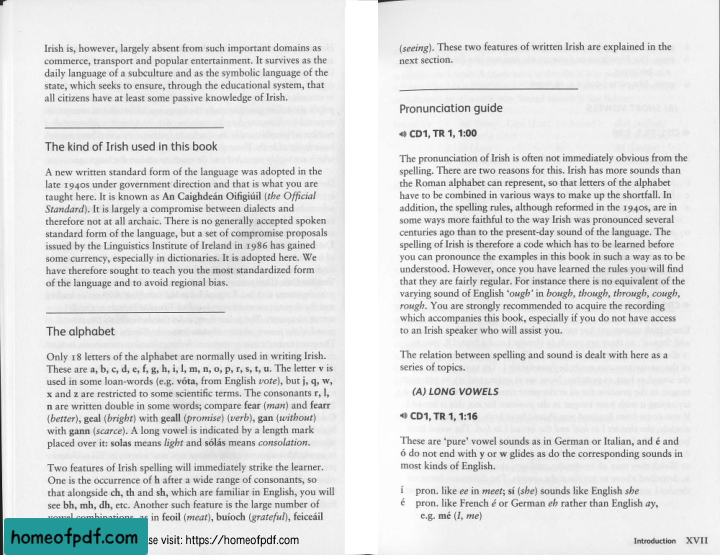 Irish is, however, largely absent from such important domains as
commerce, transport and popular entertainment. It survives as the
daily language of a subculture and as the symbolic language of the
state, which seeks to ensure, through the educational system, that
all citizens have at least some passive knowledge of Irish.
The kind of Irish used in this book
A new written standard form of the language was adopted in the
late 1940s under government direction and that is what you are
taught here. It is known as An Caighdeán Oifigiúil (the Official
Standard). It is largely a compromise between dialects and
therefore not at all archaic. There is no generally accepted spoken
standard form of the language, but a set of compromise proposals
issued by the Linguistics Institute of Ireland in 1986 has gained
some currency, especially in dictionaries. It is adopted here. We
have therefore sought to teach you the most standardized form
of the language and to avoid regional bias.
The alphabet
Only 18 letters of the alphabet are normally used in writing Irish.
These are a, b, c, d, e, f, g, h, i, l, m, n, o, p, r, s, t, u. The letter v is
used in some loan-words (e.g. vóta, from English vote), but j, q, w,
x and z are restricted to some scientific terms. The consonants r, l,
n are written double in some words; compare fear (man) and fearr
(better), geal (bright) with geall (promise) (verb), gan (without)
with gann (scarce). A long vowel is indicated by a length mark
placed over it: solas means light and sólás means consolation.
Two features of Irish spelling will immediately strike the learner.
One is the occurrence of h after a wide range of consonants, so
that alongside ch, th and sh, which are familiar in English, you will
see bh, mh, dh, etc. Another such feature is the large number of
vowel combinations, as in feoil (meat), buíoch (grateful), feiceáil
homeofpdf.com
se visit: https://homeofpdf.com
(seeing). These two features of written Irish are explained in the
next section.
Pronunciation guide
CD1, TR 1, 1:00
The pronunciation of Irish is often not immediately obvious from the
spelling. There are two reasons for this. Irish has more sounds than
the Roman alphabet can represent, so that letters of the alphabet
have to be combined in various ways to make up the shortfall. In
addition, the spelling rules, although reformed in the 1940s, are in
some ways more faithful to the way Irish was pronounced several
centuries ago than to the present-day sound of the language. The
spelling of Irish is therefore a code which has to be learned before
you can pronounce the examples in this book in such a way as to be
understood. However, once you have learned the rules you will find
that they are fairly regular. For instance there is no equivalent of the
varying sound of English 'ough' in bough, though, through, cough,
rough. You are strongly recommended to acquire the recording
which accompanies this book, especially if you do not have access
to an Irish speaker who will assist you.
The relation between spelling and sound is dealt with here as a
series of topics.
(A) LONG VOWELS
CD1, TR 1, 1:16
These are 'pure' vowel sounds as in German or Italian, and é and
ó do not end with y or w glides as do the corresponding sounds in
most kinds of English.
í pron. like ee in meet; sí (she) sounds like English she
é pron. like French é or German eh rather than English ay,
e.g. mé (I, me)
Introduction XVII